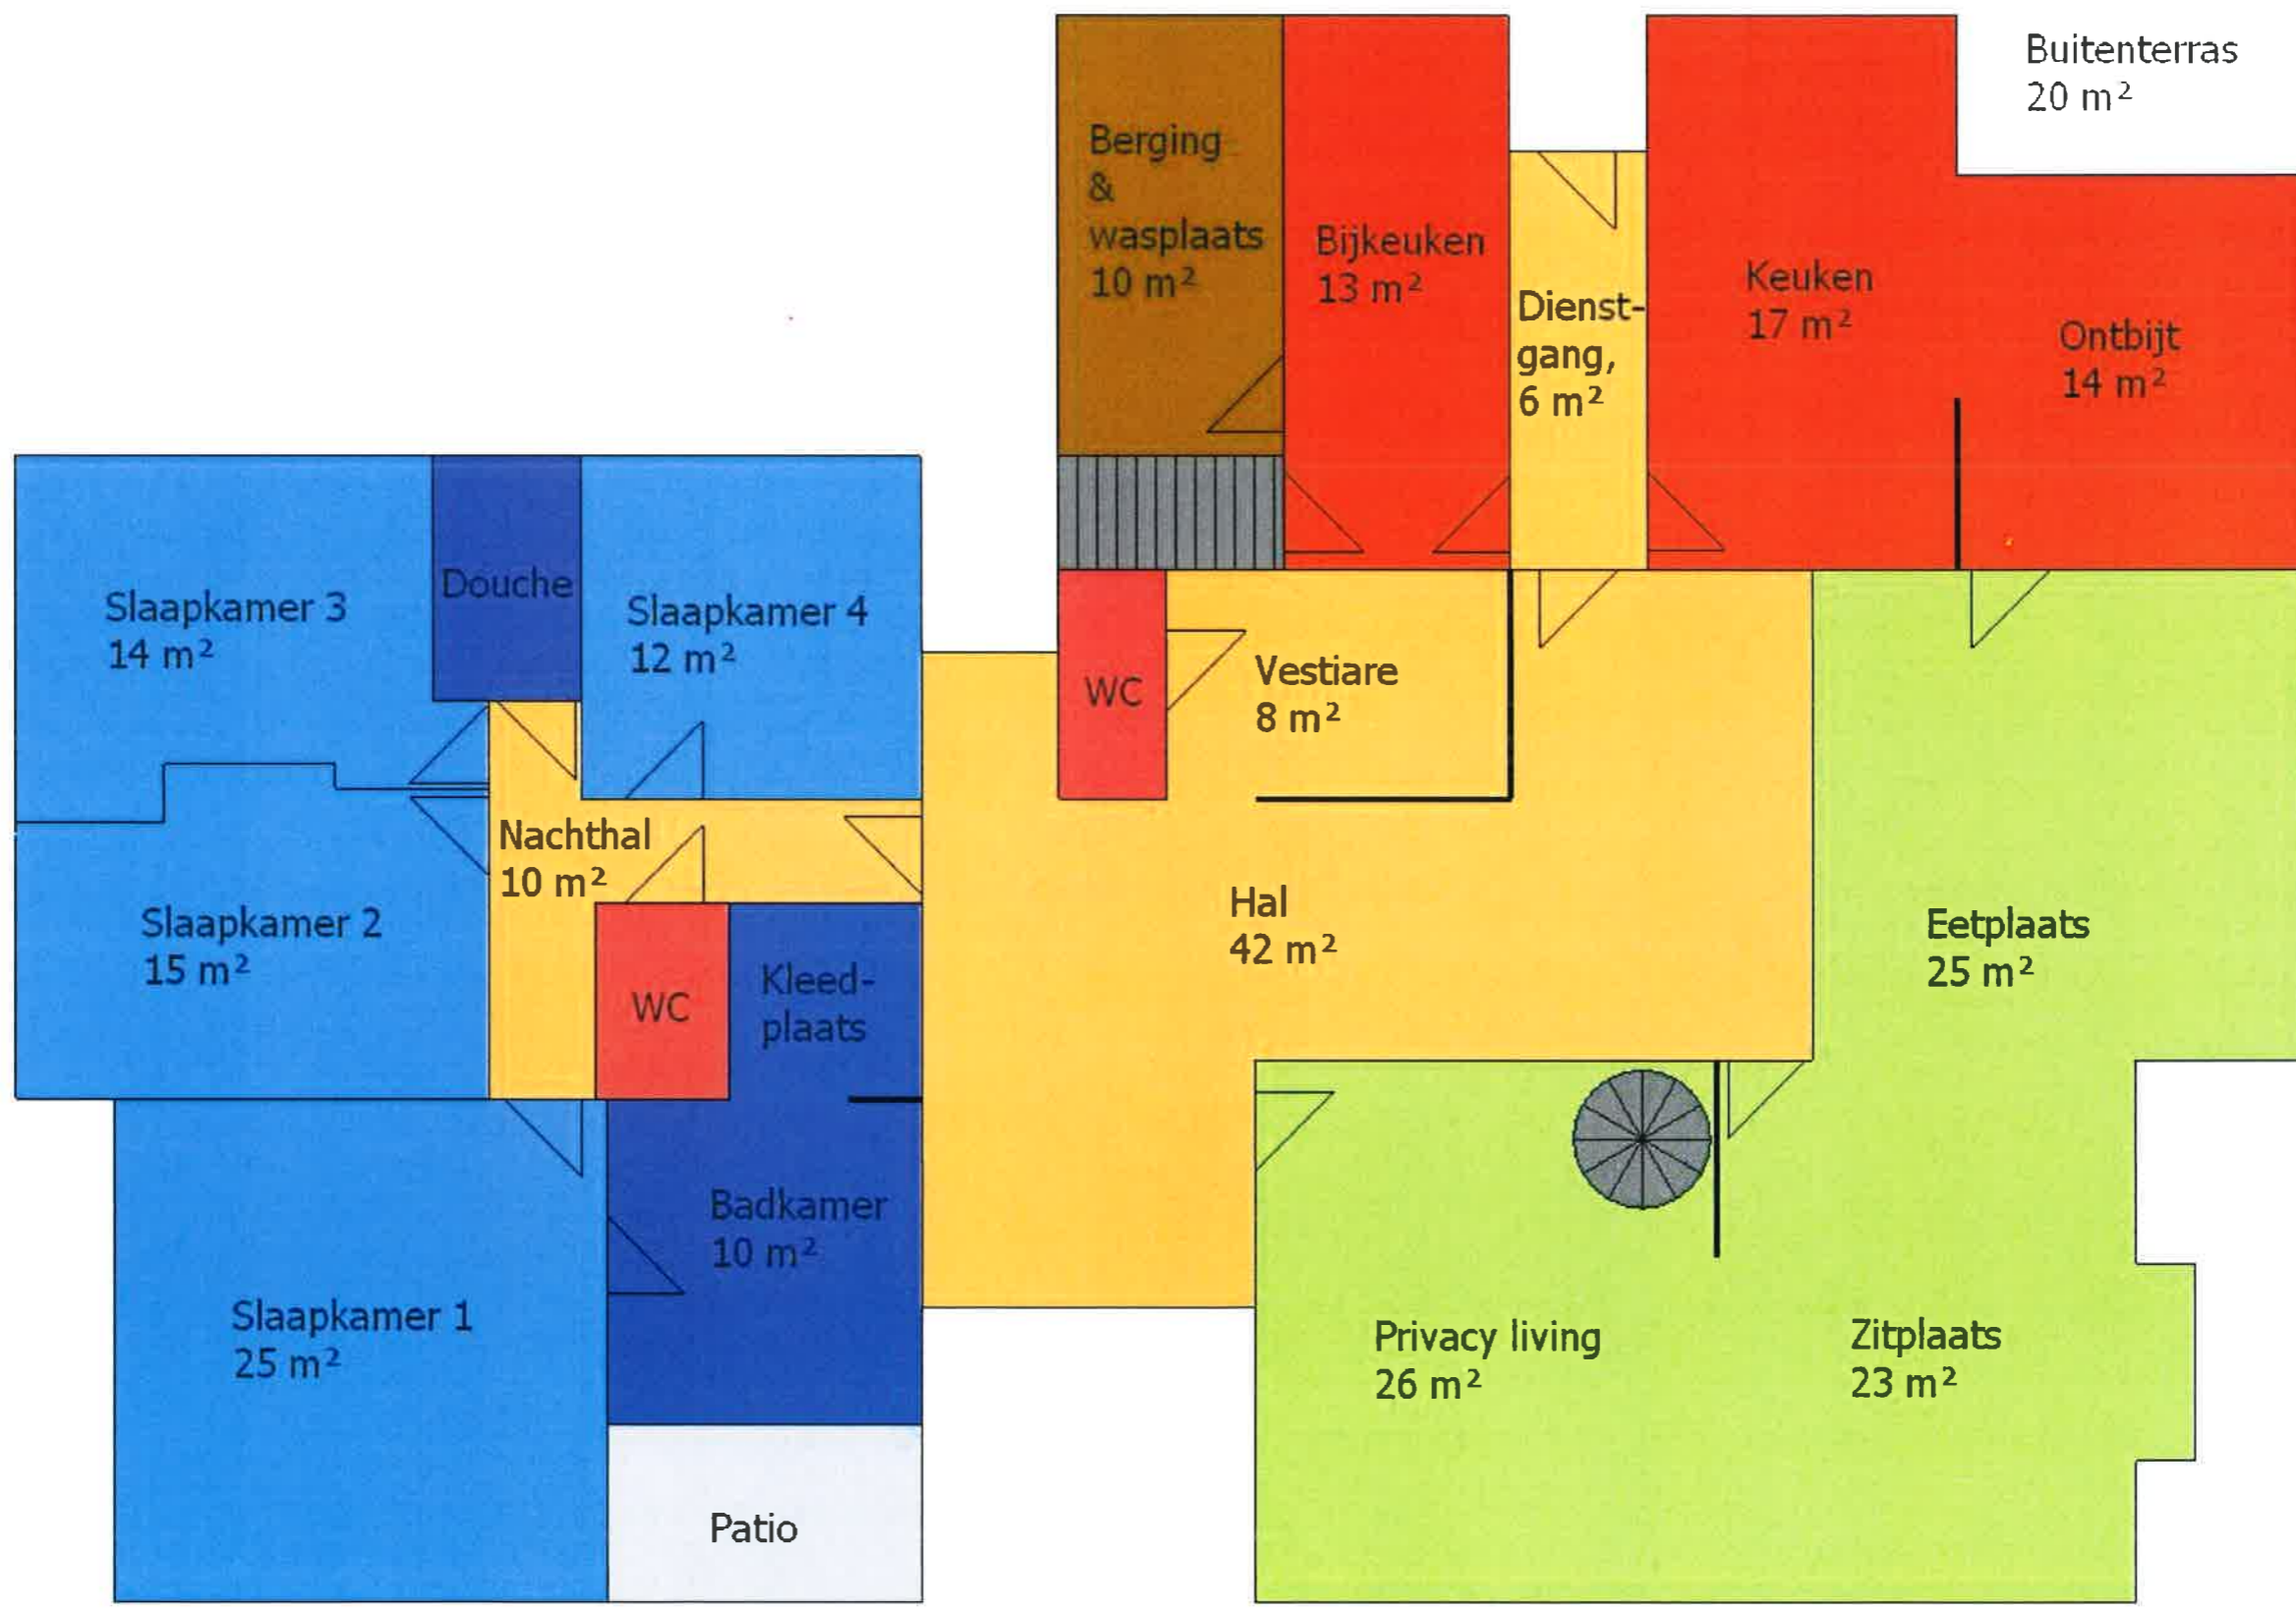 Buitenterras
20 m²
Berging
&
wasplaats
10 m²
Bijkeuken
13 m²
Dienst-
gang,
6 m²
Keuken
17 m²
Ontbijt
14 m²
Slaapkamer 3
14 m²
Douche
Slaapkamer 4
12 m²
WC
Vestiare
8 m²
Nachthal
10 m²
Hal
42 m²
Eetplaats
25 m²
Slaapkamer 2
15 m²
WC
Kleed-
plaats
Badkamer
10 m²
Slaapkamer 1
25 m²
Privacy living
26 m²
Zitplaats
23 m²
Patio